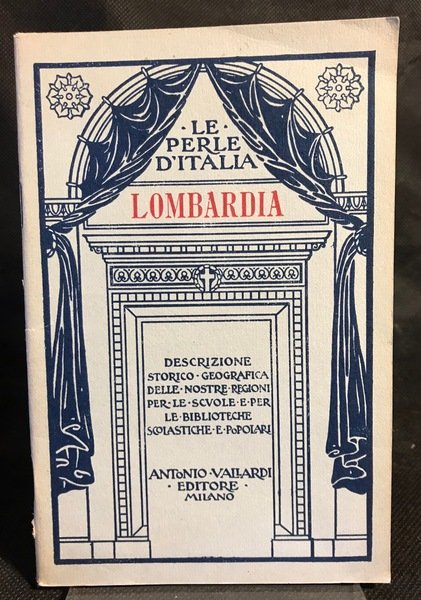 · LE ·
PERLE
D'ITALIA
LOMBARDIA
DESCRIZIONE
STORICO · GEOGRAFICA
DELLE · NOSTRE · REGIONI
PER · LE · SCVOLE · E · PER
LE · BIBLIOTECHE
SCOLASTICHE · E · POPOLARI
ANTONIO · VALLARDI
· EDITORE ·
MILANO